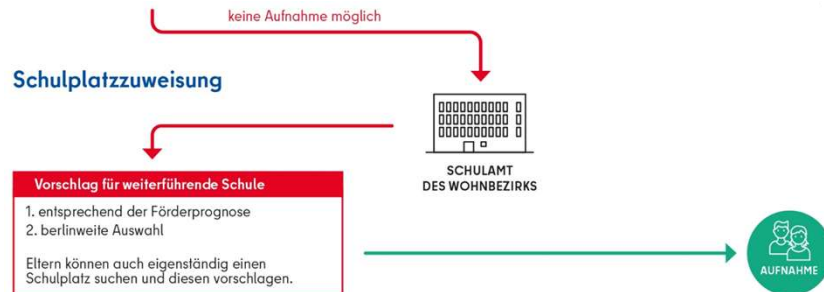 keine Aufnahme möglich
Schulplatzzuweisung
SCHULAMT
DES WOHNBEZIRKS
Vorschlag für weiterführende Schule
1. entsprechend der Förderprognose
2. berlinweite Auswahl
Eltern können auch eigenständig einen
Schulplatz suchen und diesen vorschlagen.
AUFNAHME